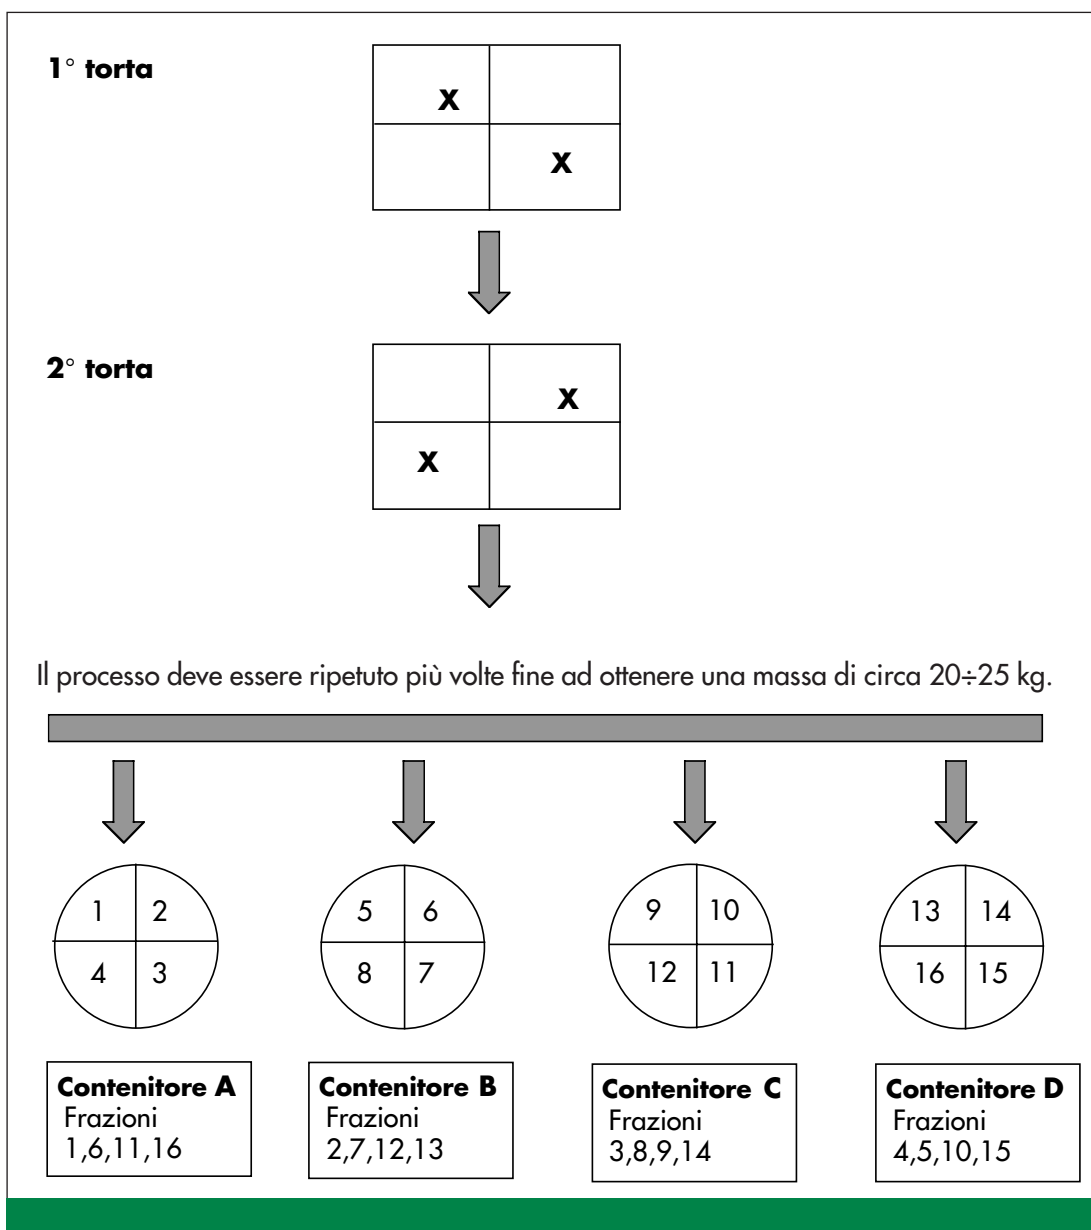 1° torta
X
X
2° torta
X
X
Il processo deve essere ripetuto più volte fine ad ottenere una massa di circa 20÷25 kg.
1 2
4 3
5 6
8 7
9 10
12 11
13 14
16 15
Contenitore A
Frazioni
1,6,11,16
Contenitore B
Frazioni
2,7,12,13
Contenitore C
Frazioni
3,8,9,14
Contenitore D
Frazioni
4,5,10,15